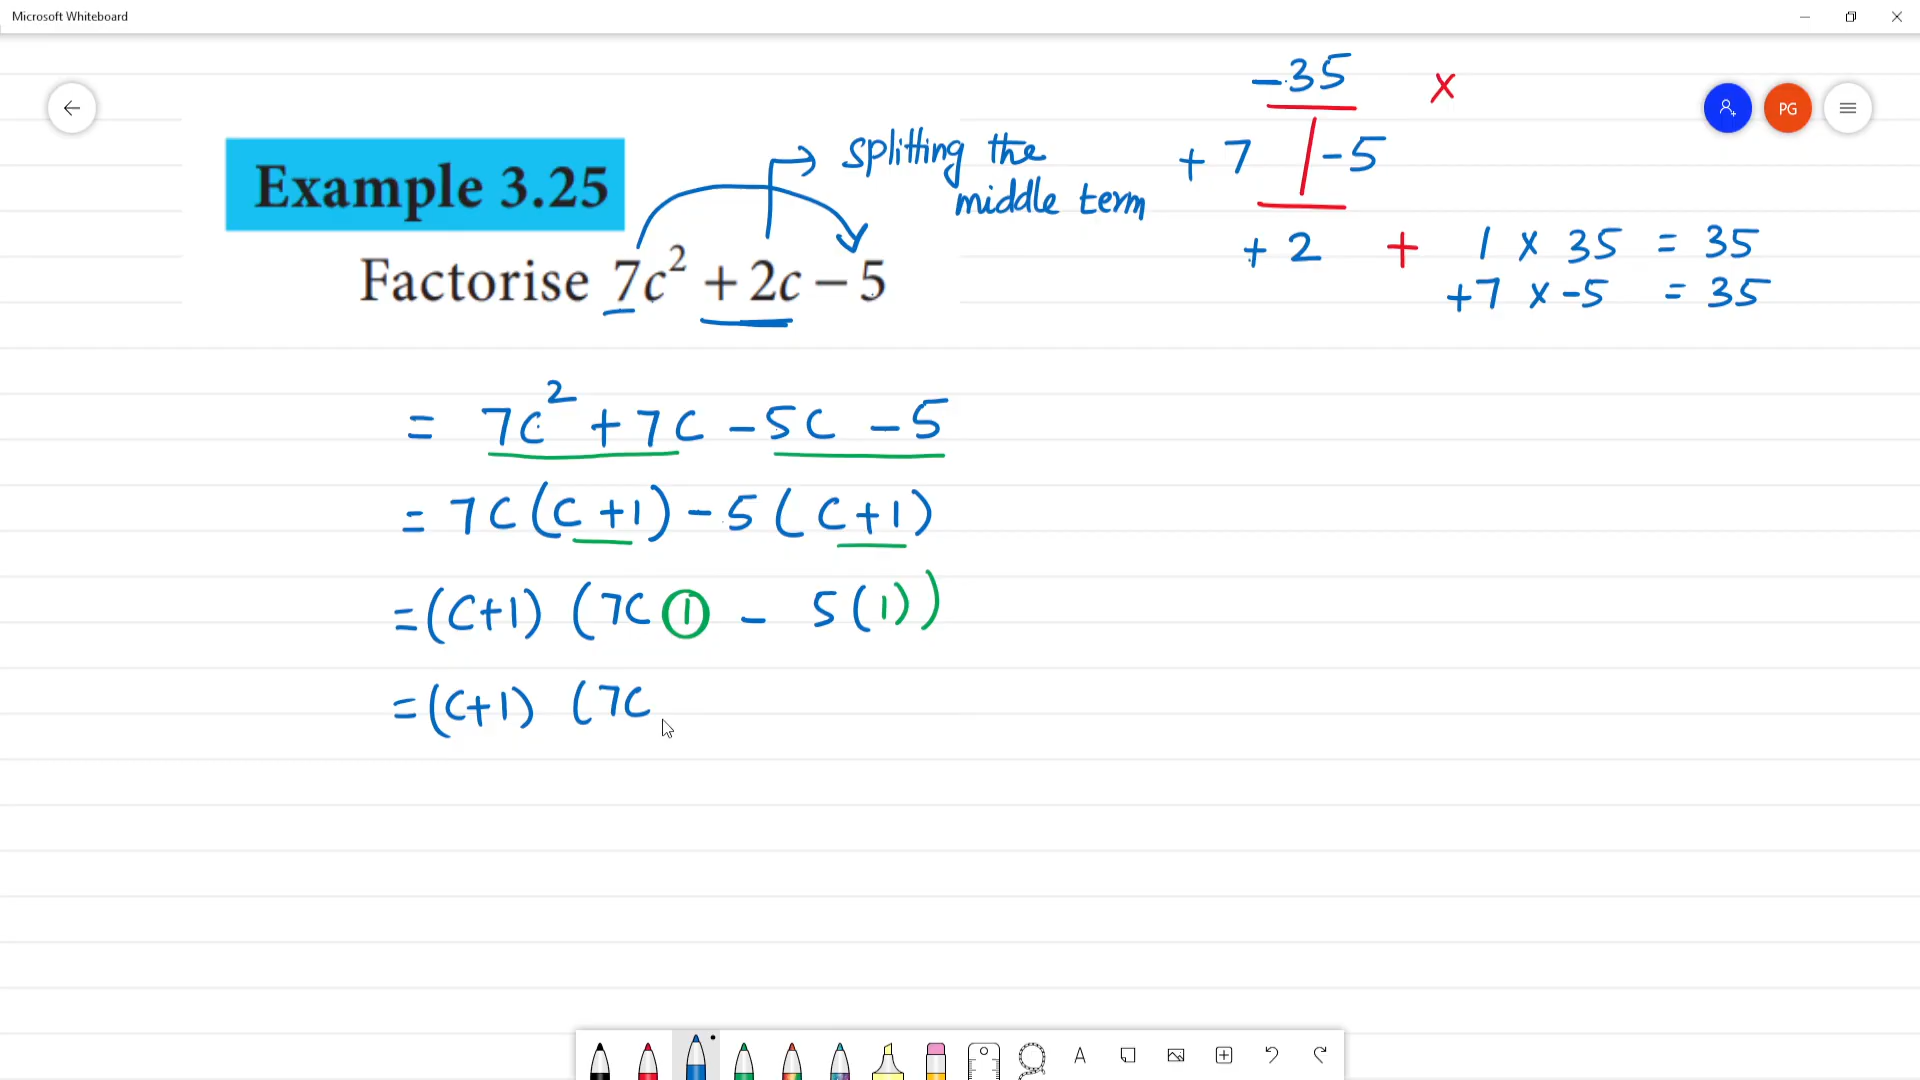 Microsoft Whiteboard
-35 ×
PG
Example 3.25
splitting the
middle term
+ 7 | -5
+ 2 + 1 × 35 = 35
+7 × -5 = 35
Factorise 7c² + 2c − 5
= 7c² + 7c - 5c - 5
= 7c (c + 1) - 5 ( c + 1)
= (c+1) (7c ① - 5 (1))
= (c+1) (7c
A